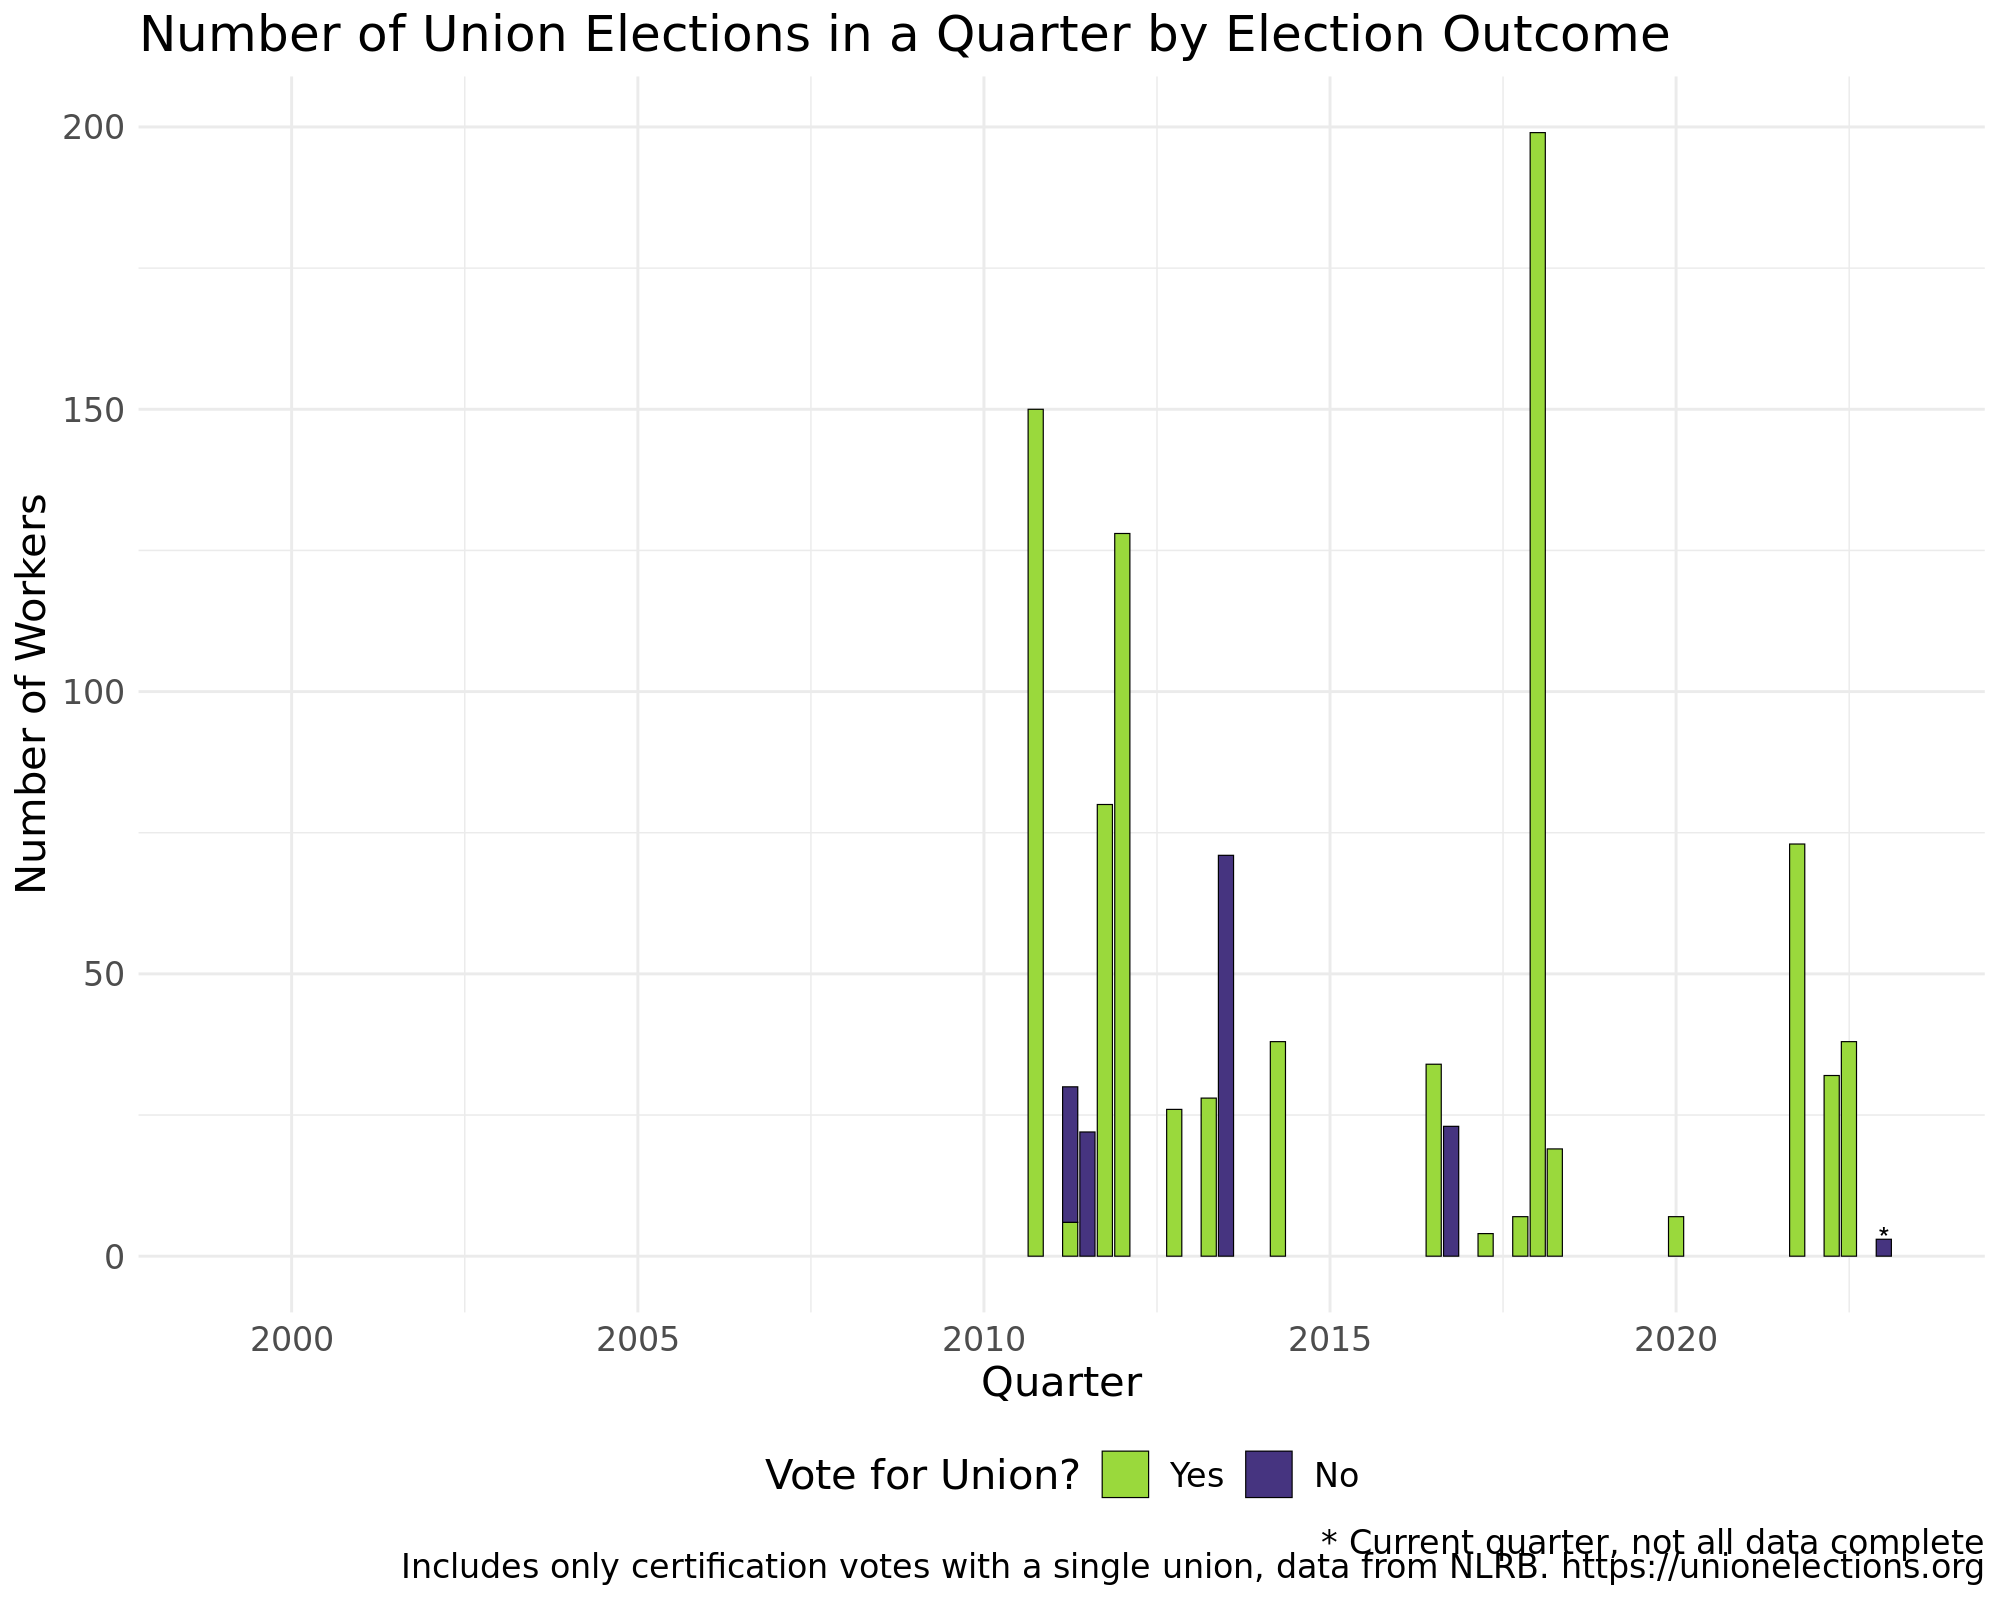 Number of Union Elections in a Quarter by Election Outcome
Number of Workers
200
150
100
50
0
*
2000 2005 2010 2015 2020
Quarter
Vote for Union? Yes No
* Current quarter, not all data complete
Includes only certification votes with a single union, data from NLRB. https://unionelections.org